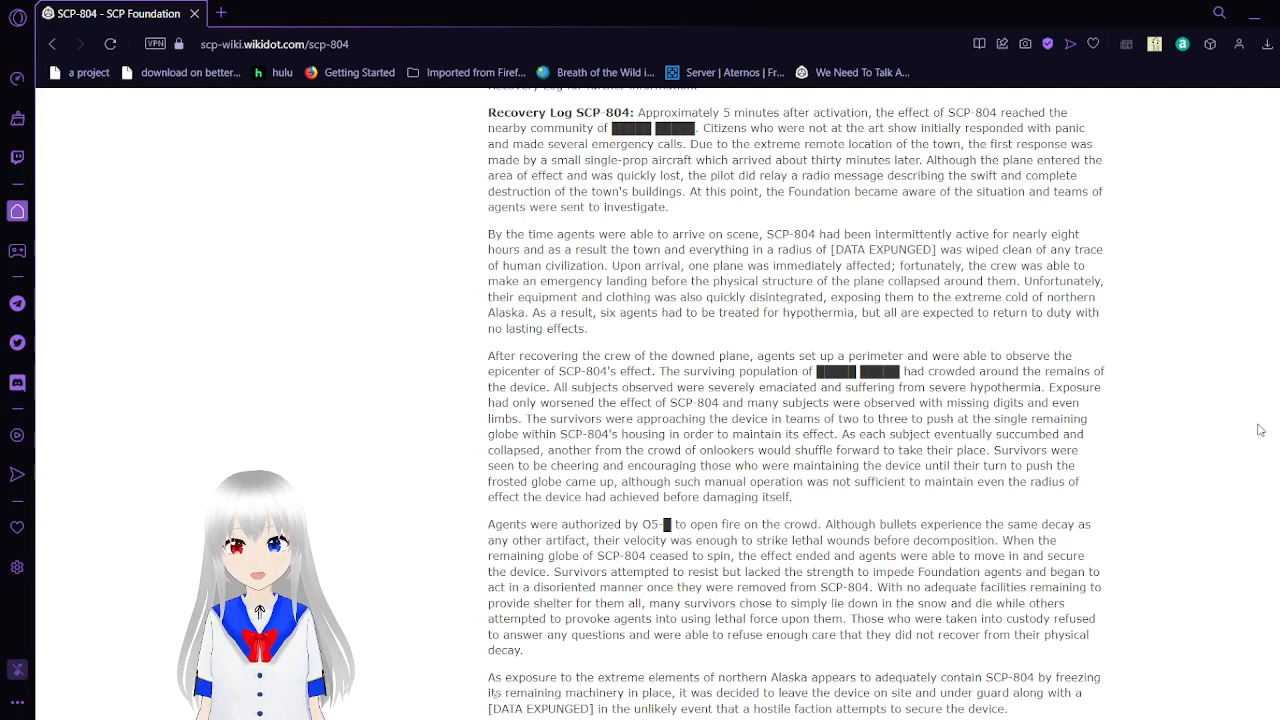 SCP-804 - SCP Foundation
VPN
scp-wiki.wikidot.com/scp-804
a project
download on better...
hulu
Getting Started
Imported from Firef...
Breath of the Wild i...
Server | Aternos | Fr...
We Need To Talk A...
Recovery Log for further information.
Recovery Log SCP-804: Approximately 5 minutes after activation, the effect of SCP-804 reached the
nearby community of █████ █████. Citizens who were not at the art show initially responded with panic
and made several emergency calls. Due to the extreme remote location of the town, the first response was
made by a small single-prop aircraft which arrived about thirty minutes later. Although the plane entered the
area of effect and was quickly lost, the pilot did relay a radio message describing the swift and complete
destruction of the town's buildings. At this point, the Foundation became aware of the situation and teams of
agents were sent to investigate.
By the time agents were able to arrive on scene, SCP-804 had been intermittently active for nearly eight
hours and as a result the town and everything in a radius of [DATA EXPUNGED] was wiped clean of any trace
of human civilization. Upon arrival, one plane was immediately affected; fortunately, the crew was able to
make an emergency landing before the physical structure of the plane collapsed around them. Unfortunately,
their equipment and clothing was also quickly disintegrated, exposing them to the extreme cold of northern
Alaska. As a result, six agents had to be treated for hypothermia, but all are expected to return to duty with
no lasting effects.
After recovering the crew of the downed plane, agents set up a perimeter and were able to observe the
epicenter of SCP-804's effect. The surviving population of █████ █████ had crowded around the remains of
the device. All subjects observed were severely emaciated and suffering from severe hypothermia. Exposure
had only worsened the effect of SCP-804 and many subjects were observed with missing digits and even
limbs. The survivors were approaching the device in teams of two to three to push at the single remaining
globe within SCP-804's housing in order to maintain its effect. As each subject eventually succumbed and
collapsed, another from the crowd of onlookers would shuffle forward to take their place. Survivors were
seen to be cheering and encouraging those who were maintaining the device until their turn to push the
frosted globe came up, although such manual operation was not sufficient to maintain even the radius of
effect the device had achieved before damaging itself.
Agents were authorized by O5-█ to open fire on the crowd. Although bullets experience the same decay as
any other artifact, their velocity was enough to strike lethal wounds before decomposition. When the
remaining globe of SCP-804 ceased to spin, the effect ended and agents were able to move in and secure
the device. Survivors attempted to resist but lacked the strength to impede Foundation agents and began to
act in a disoriented manner once they were removed from SCP-804. With no adequate facilities remaining to
provide shelter for them all, many survivors chose to simply lie down in the snow and die while others
attempted to provoke agents into using lethal force upon them. Those who were taken into custody refused
to answer any questions and were able to refuse enough care that they did not recover from their physical
decay.
As exposure to the extreme elements of northern Alaska appears to adequately contain SCP-804 by freezing
its remaining machinery in place, it was decided to leave the device on site and under guard along with a
[DATA EXPUNGED] in the unlikely event that a hostile faction attempts to secure the device.